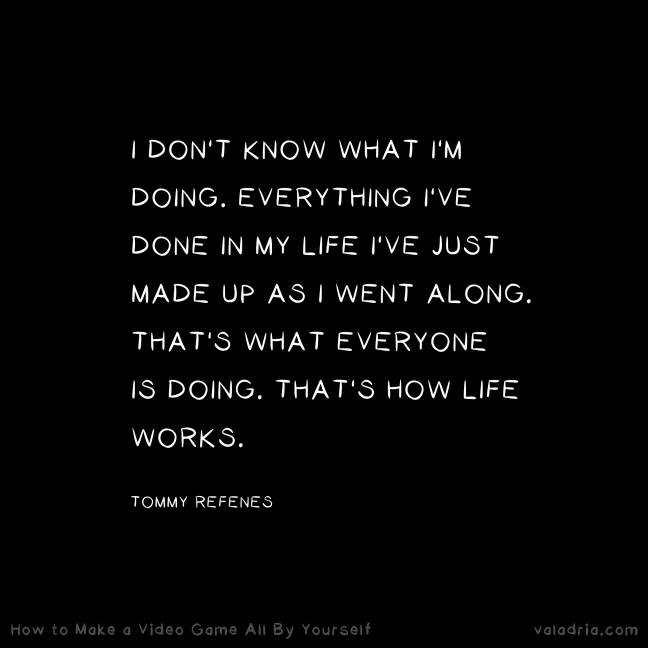 I DON'T KNOW WHAT I'M
DOING. EVERYTHING I'VE
DONE IN MY LIFE I'VE JUST
MADE UP AS I WENT ALONG.
THAT'S WHAT EVERYONE
IS DOING. THAT'S HOW LIFE
WORKS.
TOMMY REFENES
How to Make a Video Game All By Yourself
valadria.com